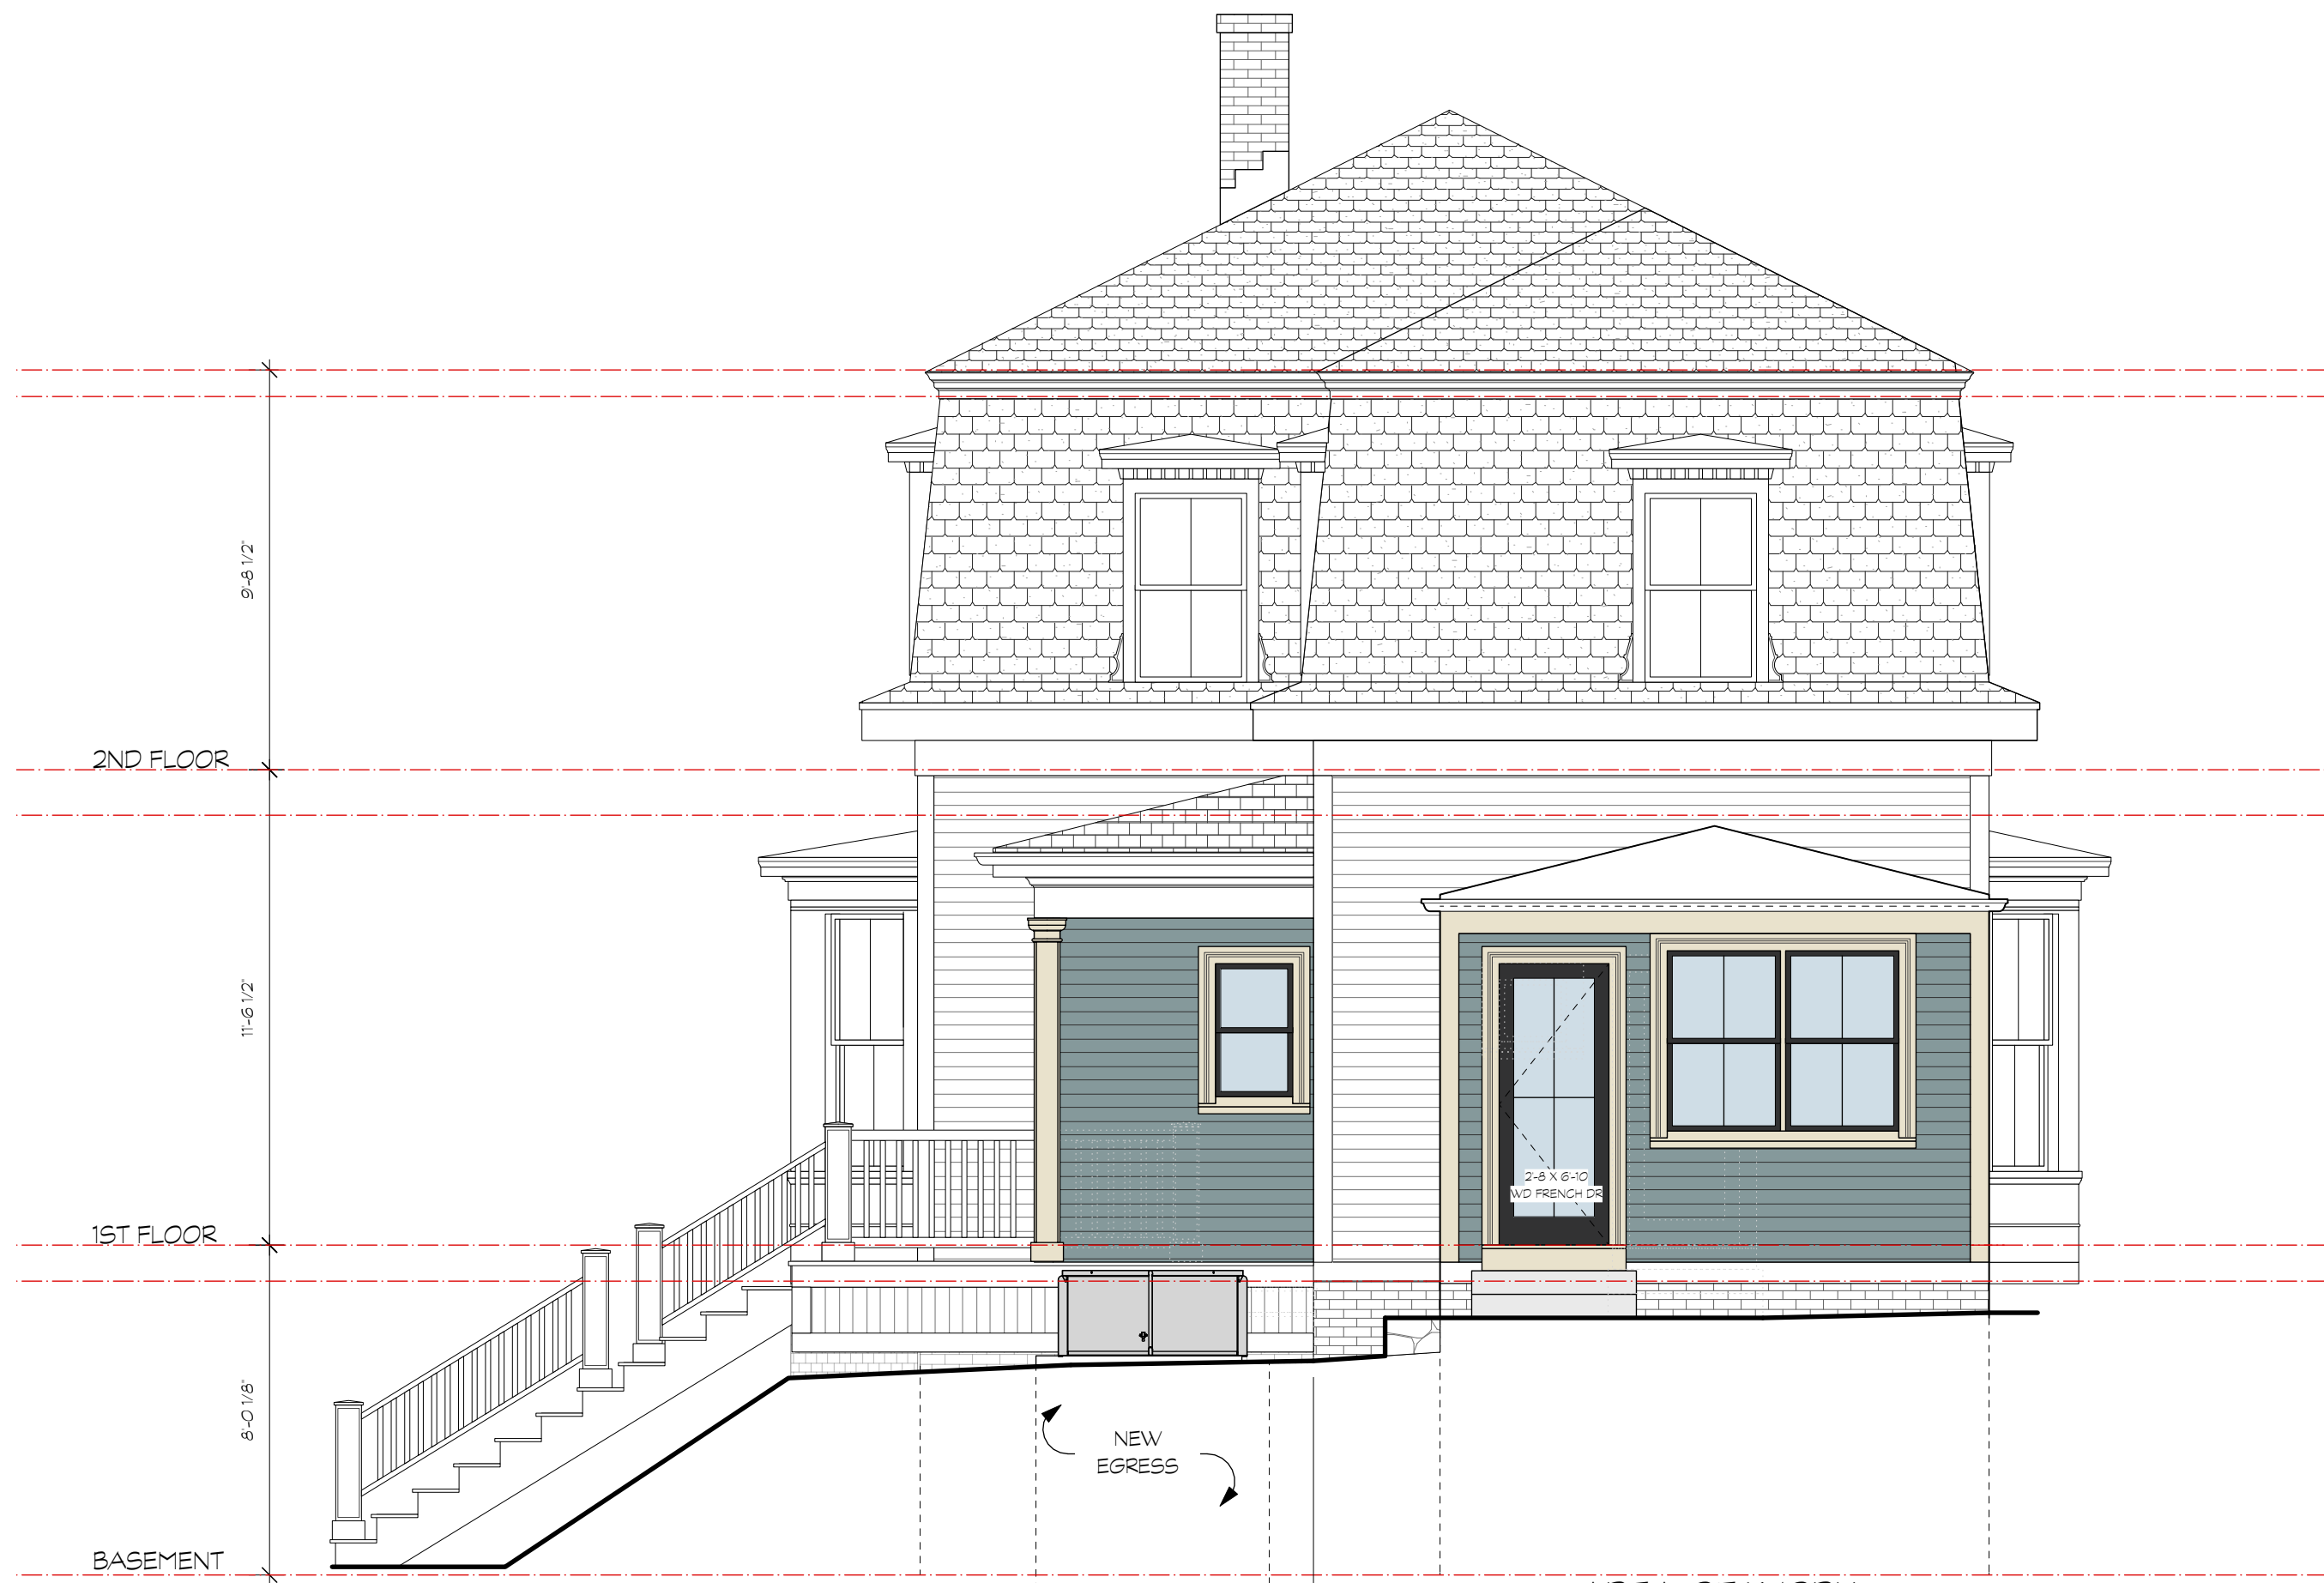 9'-8 1/2"
2ND FLOOR
11'-6 1/2"
2'-8 X 6'-10
WD FRENCH DR
1ST FLOOR
8'-0 1/8"
NEW
EGRESS
BASEMENT